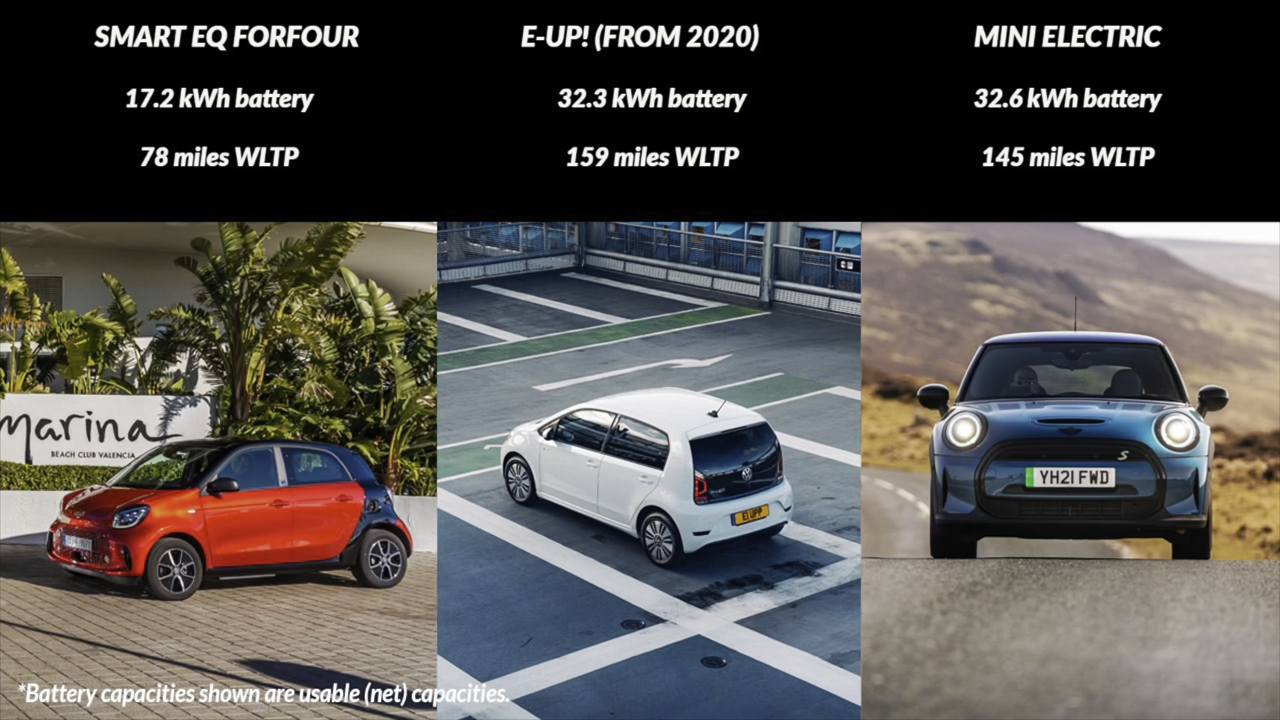 SMART EQ FORFOUR
17.2 kWh battery
78 miles WLTP
E-UP! (FROM 2020)
32.3 kWh battery
159 miles WLTP
MINI ELECTRIC
32.6 kWh battery
145 miles WLTP
marina
BEACH CLUB VALENCIA
E1 UPP
S
YH21 FWD
*Battery capacities shown are usable (net) capacities.